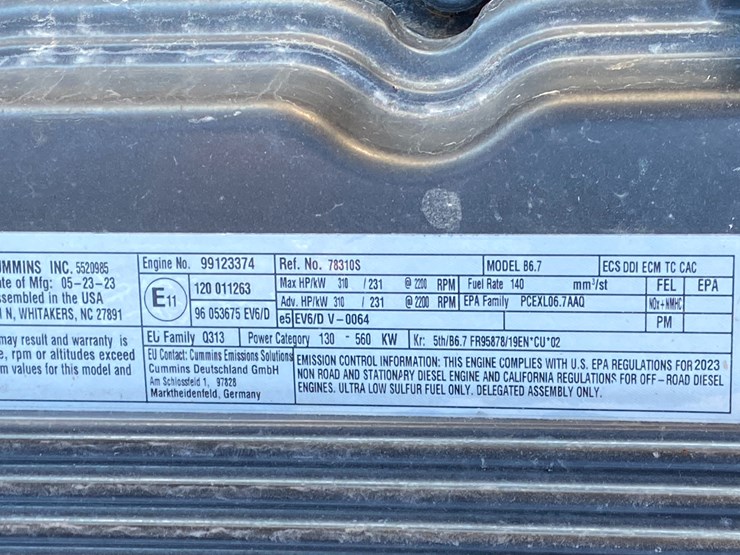 MMINS INC. 5520985
te of Mfg: 05-23-23
sembled in the USA
N, WHITAKERS, NC 27891
may result and warranty is
e, rpm or altitudes exceed
m values for this model and
Engine No. 99123374
E11 120 011263
96 053675 EV6/D
Ref. No. 78310S
MODEL B6.7
ECS DDI ECM TC CAC
Max HP/kW 310 / 231 @ 2200 RPM
Fuel Rate 140 mm³/st
FEL EPA
Adv. HP/kW 310 / 231 @ 2200 RPM
EPA Family PCEXL06.7AAQ
NOx+NMHC
e5 EV6/D V-0064
PM
EU Family Q313
Power Category 130 - 560 KW
Kr: 5th/B6.7 FR95878/19EN*CU*02
EU Contact: Cummins Emissions Solutions
Cummins Deutschland GmbH
Am Schlossfeld 1, 97828
Marktheidenfeld, Germany
EMISSION CONTROL INFORMATION: THIS ENGINE COMPLIES WITH U.S. EPA REGULATIONS FOR 2023
NON ROAD AND STATIONARY DIESEL ENGINE AND CALIFORNIA REGULATIONS FOR OFF-ROAD DIESEL
ENGINES. ULTRA LOW SULFUR FUEL ONLY. DELEGATED ASSEMBLY ONLY.